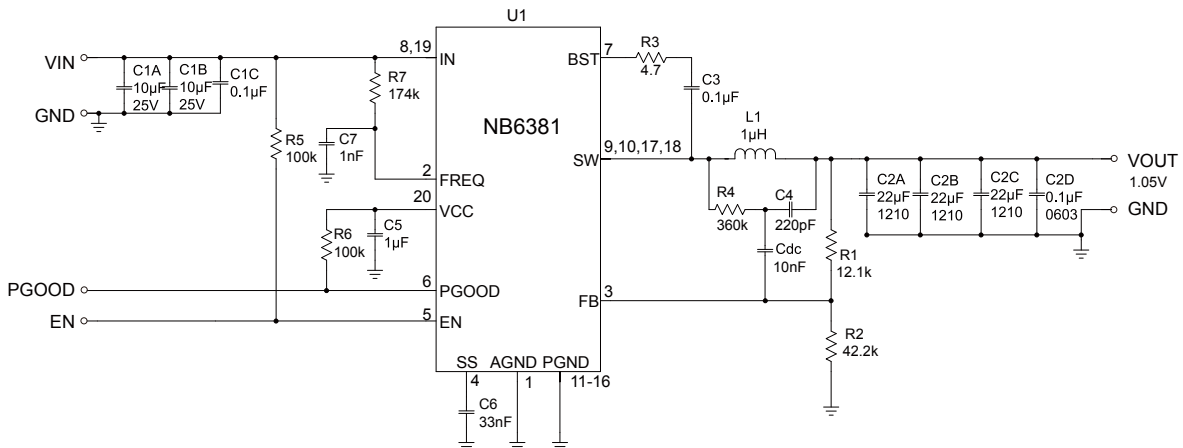 U1
NB6381
VIN
GND
C1A
10µF
25V
C1B
10µF
25V
C1C
0.1µF
8,19
IN
R7
174k
C7
1nF
R5
100k
2
FREQ
20
VCC
R6
100k
C5
1µF
PGOOD
6
PGOOD
EN
5
EN
SS
AGND
PGND
4
1
11-16
C6
33nF
BST
7
R3
4.7
C3
0.1µF
SW
9,10,17,18
L1
1µH
R4
360k
C4
220pF
Cdc
10nF
FB
3
R1
12.1k
R2
42.2k
C2A
22µF
1210
C2B
22µF
1210
C2C
22µF
1210
C2D
0.1µF
0603
VOUT
1.05V
GND